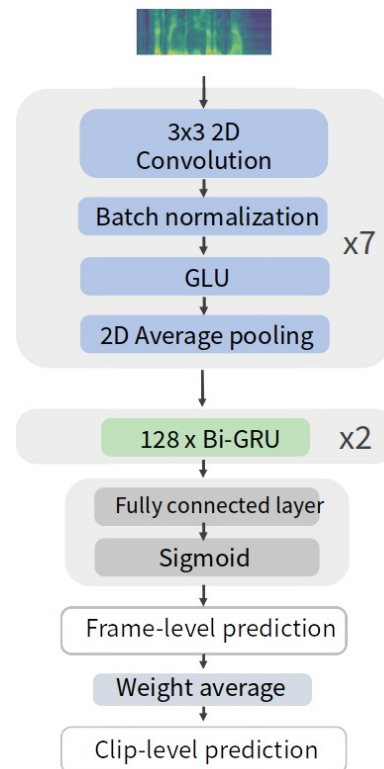 3x3 2D
Convolution
Batch normalization
x7
GLU
2D Average pooling
128 x Bi-GRU
x2
Fully connected layer
Sigmoid
Frame-level prediction
Weight average
Clip-level prediction